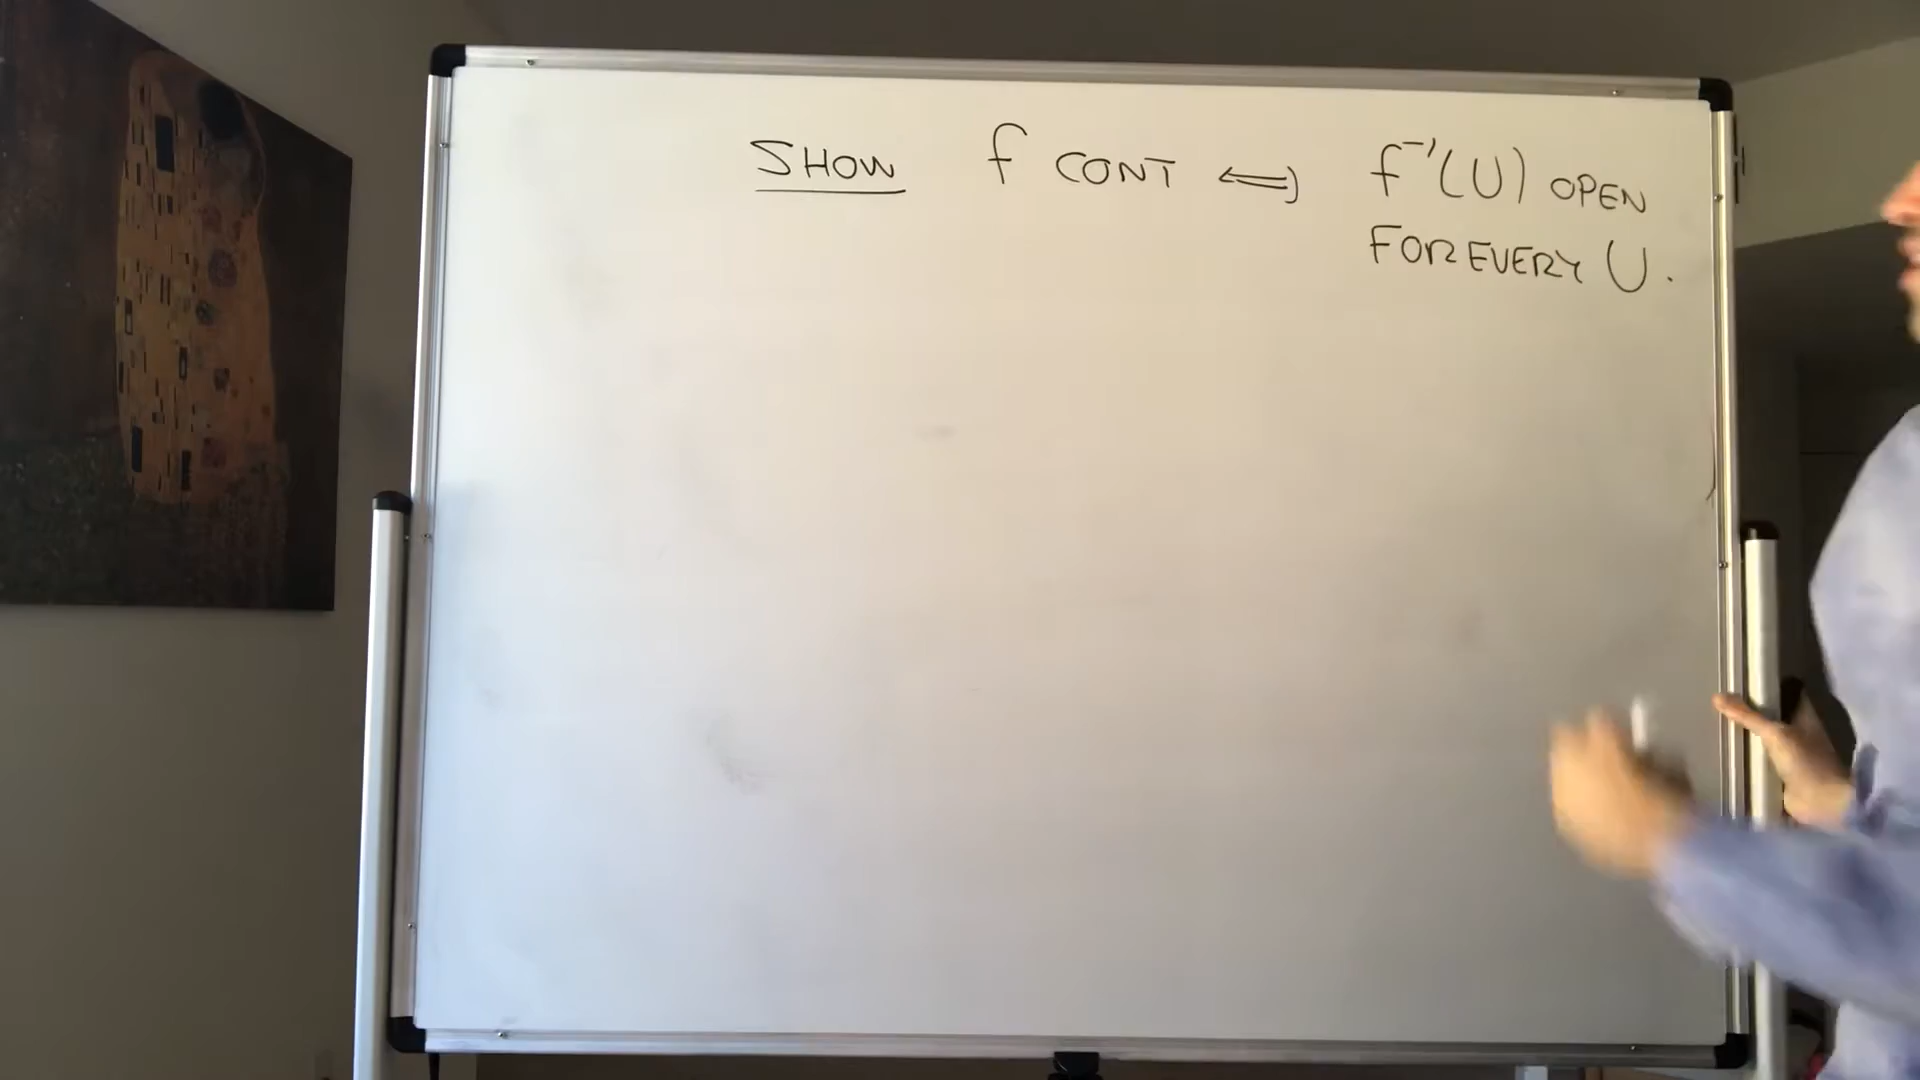 SHOW f CONT ⟺ f⁻¹(U) OPEN
FOR EVERY U.